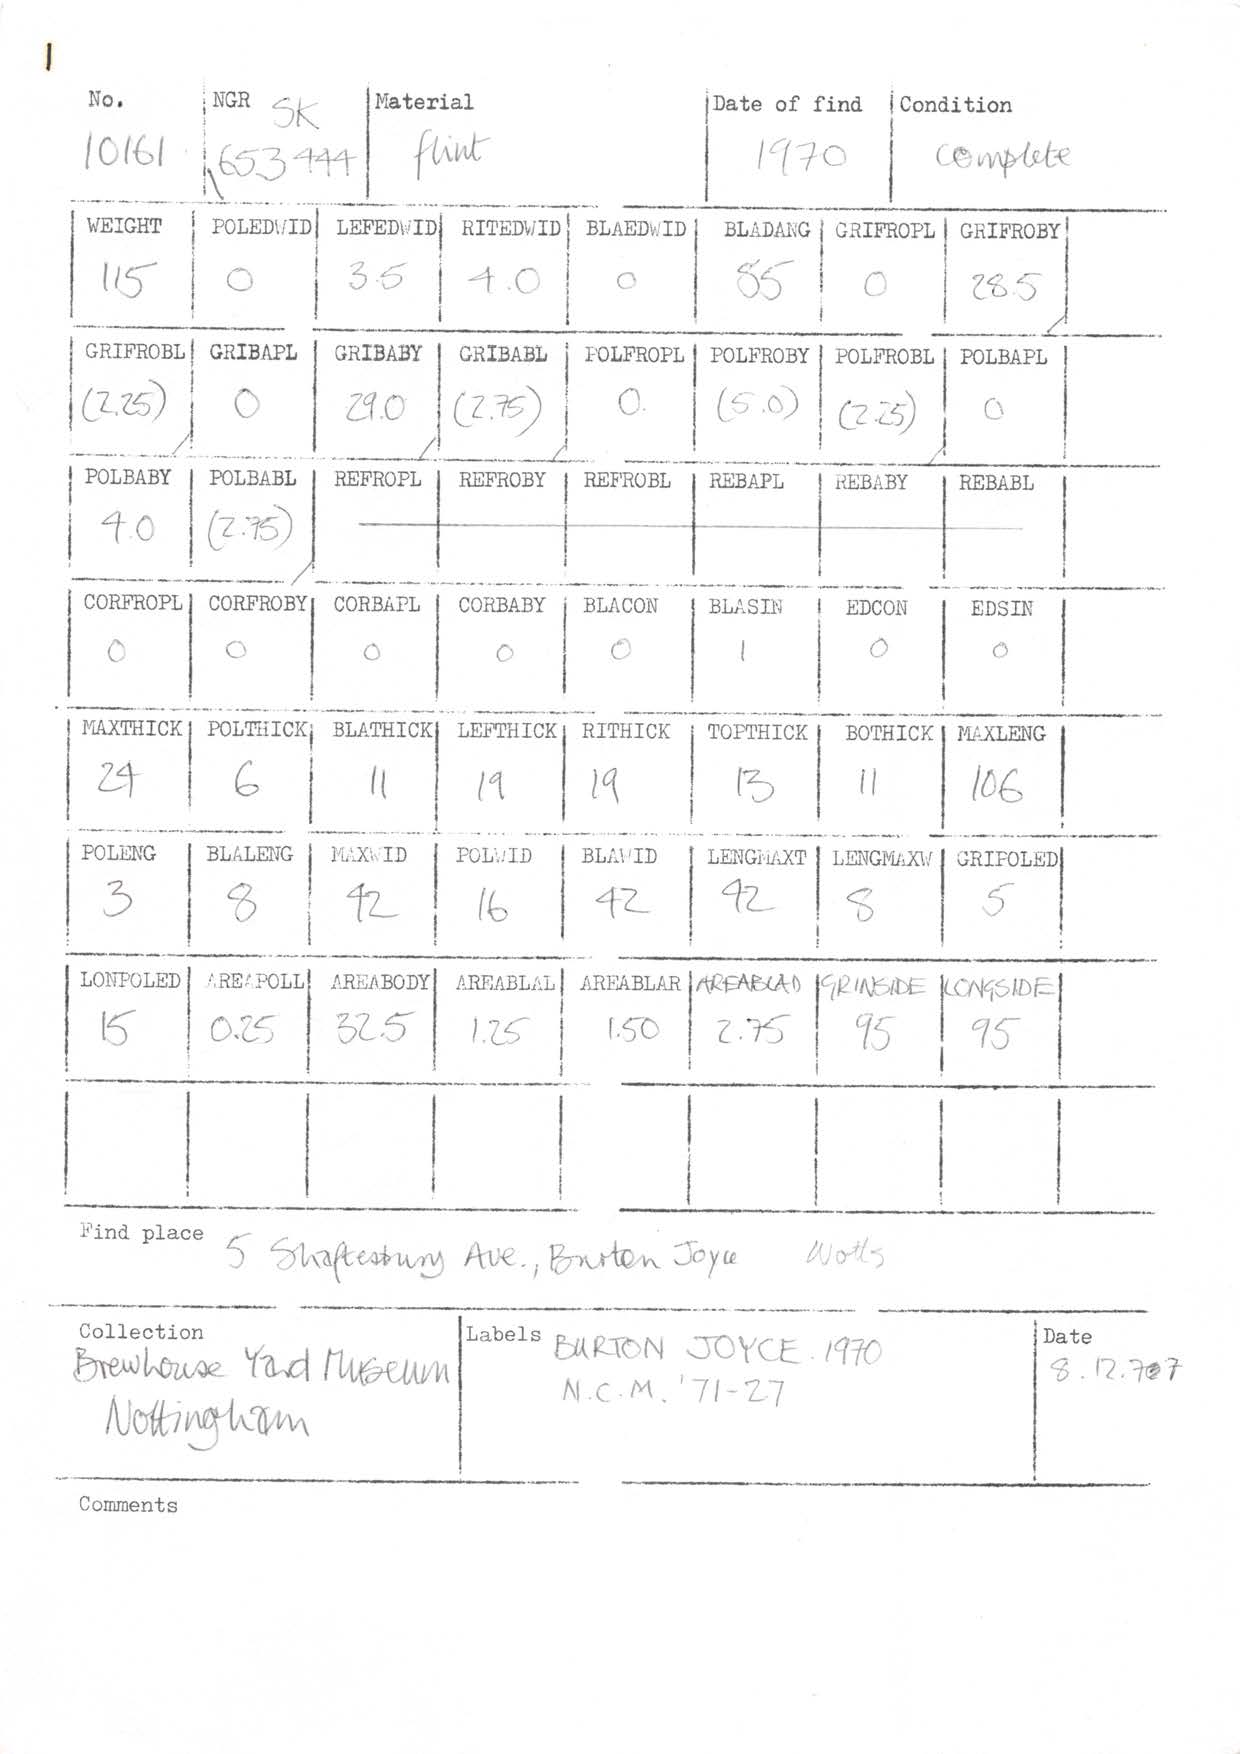 1
No. NGR SK Material Date of find Condition
10161 653444 flint 1970 complete
WEIGHT POLEDWID LEFEDWID RITEDWID BLAEDWID BLADANG GRIFROPL GRIFROBY
115 0 3.5 4.0 0 85 0 28.5
GRIFROBL GRIBAPL GRIBABY GRIBABL POLFROPL POLFROBY POLFROBL POLBAPL
(2.25) 0 29.0 (2.75) 0. (5.0) (2.25) 0
POLBABY POLBABL REFROPL REFROBY REFROBL REBAPL REBABY REBABL
4.0 (2.75)
CORFROPL CORFROBY CORBAPL CORBABY BLACON BLASIN EDCON EDSIN
0 0 0 0 0 1 0 0
MAXTHICK POLTHICK BLATHICK LEFTHICK RITHICK TOPTHICK BOTHICK MAXLENG
24 6 11 19 19 13 11 106
POLENG BLALENG MAXWID POLWID BLAWID LENGMAXT LENGMAXW GRIPOLED
3 8 42 16 42 42 8 5
LONPOLED AREAPOLL AREABODY AREABLAL AREABLAR AREABLAD GRINSIDE LONGSIDE
15 0.25 32.5 1.25 1.50 2.75 95 95
Find place 5 Shaftesbury Ave., Burton Joyce Notts
Collection Labels BURTON JOYCE. 1970 Date
Brewhouse Yard Museum N.C.M. '71-27 8.12.77
Nottingham
Comments